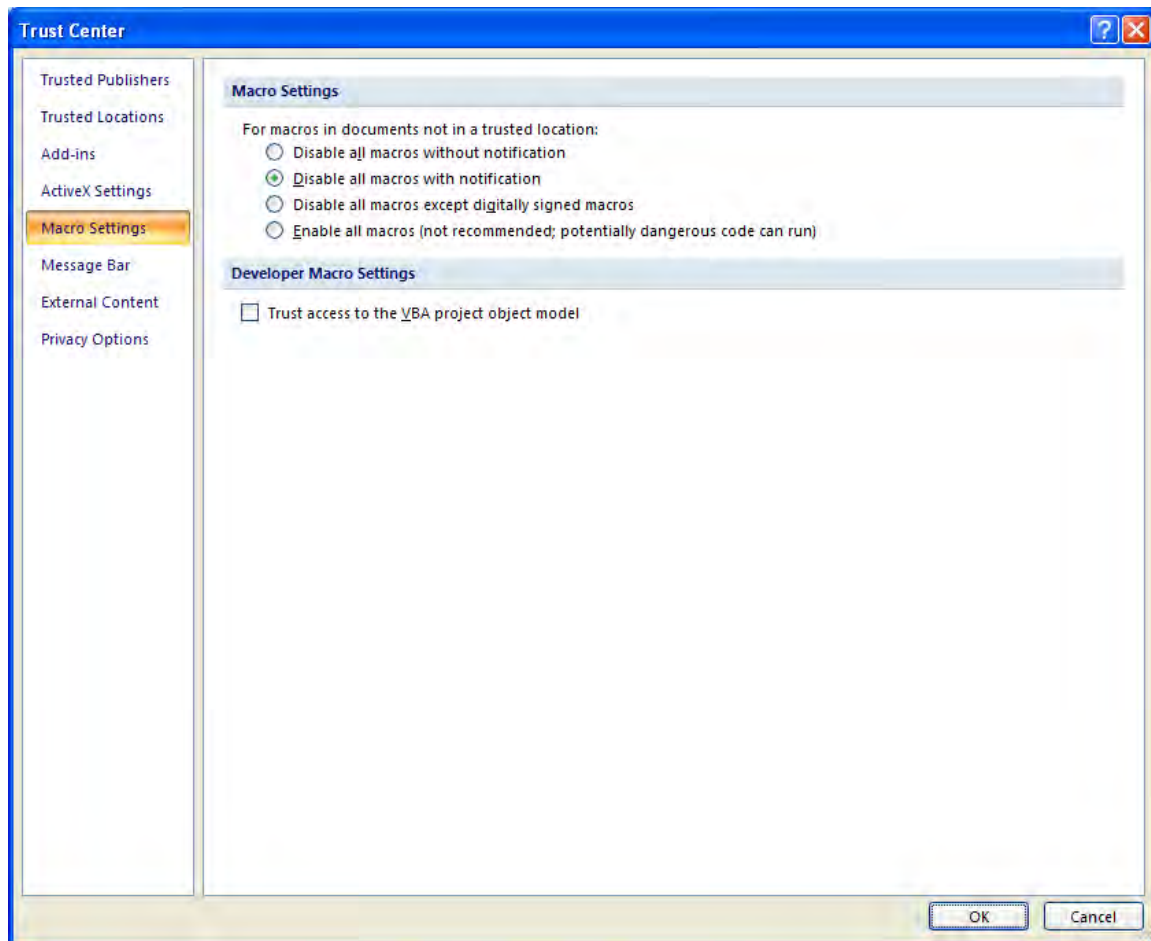 Trust Center
Trusted Publishers
Trusted Locations
Add-ins
ActiveX Settings
Macro Settings
Message Bar
External Content
Privacy Options
Macro Settings
For macros in documents not in a trusted location:
Disable all macros without notification
Disable all macros with notification
Disable all macros except digitally signed macros
Enable all macros (not recommended; potentially dangerous code can run)
Developer Macro Settings
Trust access to the VBA project object model
OK
Cancel